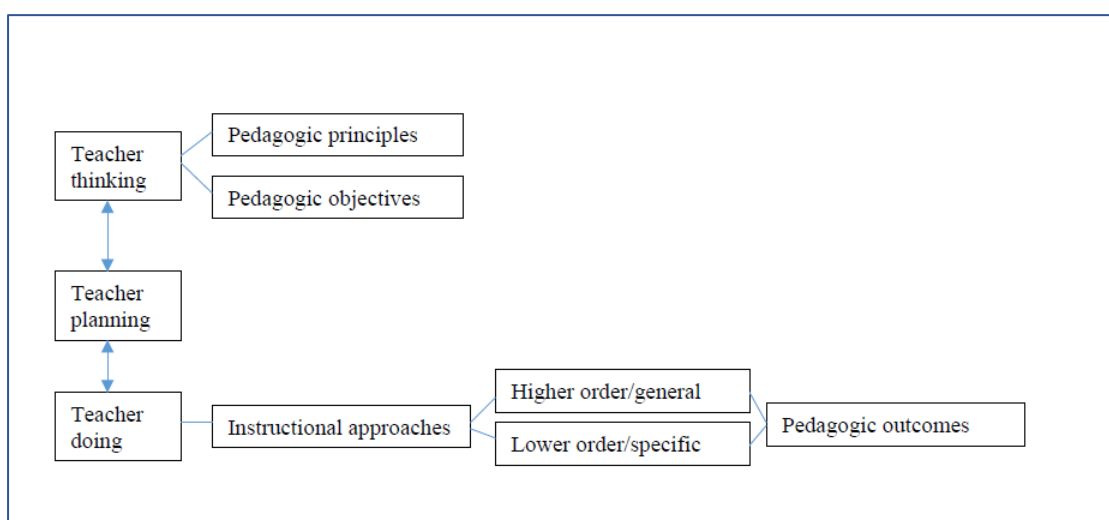 Pedagogic principles
Teacher
thinking
Pedagogic objectives
Teacher
planning
Higher order/general
Teacher
doing
Instructional approaches
Pedagogic outcomes
Lower order/specific